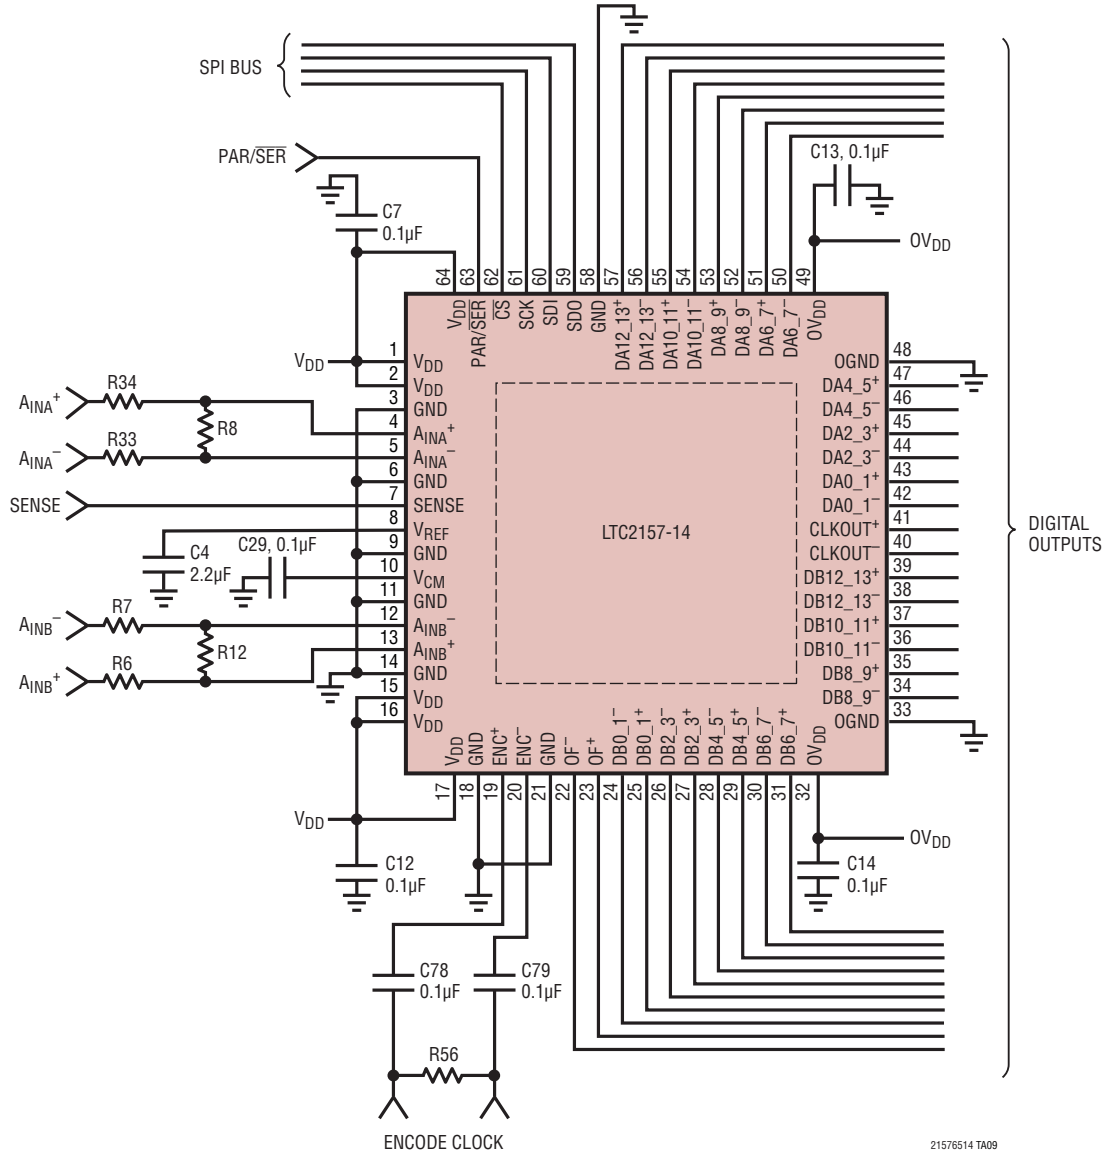 SPI BUS
PAR/SER
C7
0.1µF
C13, 0.1µF
OVDD
64
63
62
61
60
59
58
57
56
55
54
53
52
51
50
49
VDD
PAR/SER
CS
SCK
SDI
SDO
GND
DA12_13+
DA12_13−
DA10_11+
DA10_11−
DA8_9+
DA8_9−
DA6_7+
DA6_7−
OVDD
VDD
AINA+
R34
R8
AINA−
R33
SENSE
C4
2.2µF
C29, 0.1µF
AINB−
R7
R12
AINB+
R6
1 VDD
2 VDD
3 GND
4 AINA+
5 AINA−
6 GND
7 SENSE
8 VREF
9 GND
10 VCM
11 GND
12 AINB−
13 AINB+
14 GND
15 VDD
16 VDD
LTC2157-14
OGND 48
DA4_5+ 47
DA4_5− 46
DA2_3+ 45
DA2_3− 44
DA0_1+ 43
DA0_1− 42
CLKOUT+ 41
CLKOUT− 40
DB12_13+ 39
DB12_13− 38
DB10_11+ 37
DB10_11− 36
DB8_9+ 35
DB8_9− 34
OGND 33
DIGITAL
OUTPUTS
VDD
GND
ENC+
ENC−
GND
OF−
OF+
DB0_1−
DB0_1+
DB2_3−
DB2_3+
DB4_5−
DB4_5+
DB6_7−
DB6_7+
OVDD
17
18
19
20
21
22
23
24
25
26
27
28
29
30
31
32
VDD
OVDD
C12
0.1µF
C14
0.1µF
C78
0.1µF
C79
0.1µF
R56
ENCODE CLOCK
21576514 TA09